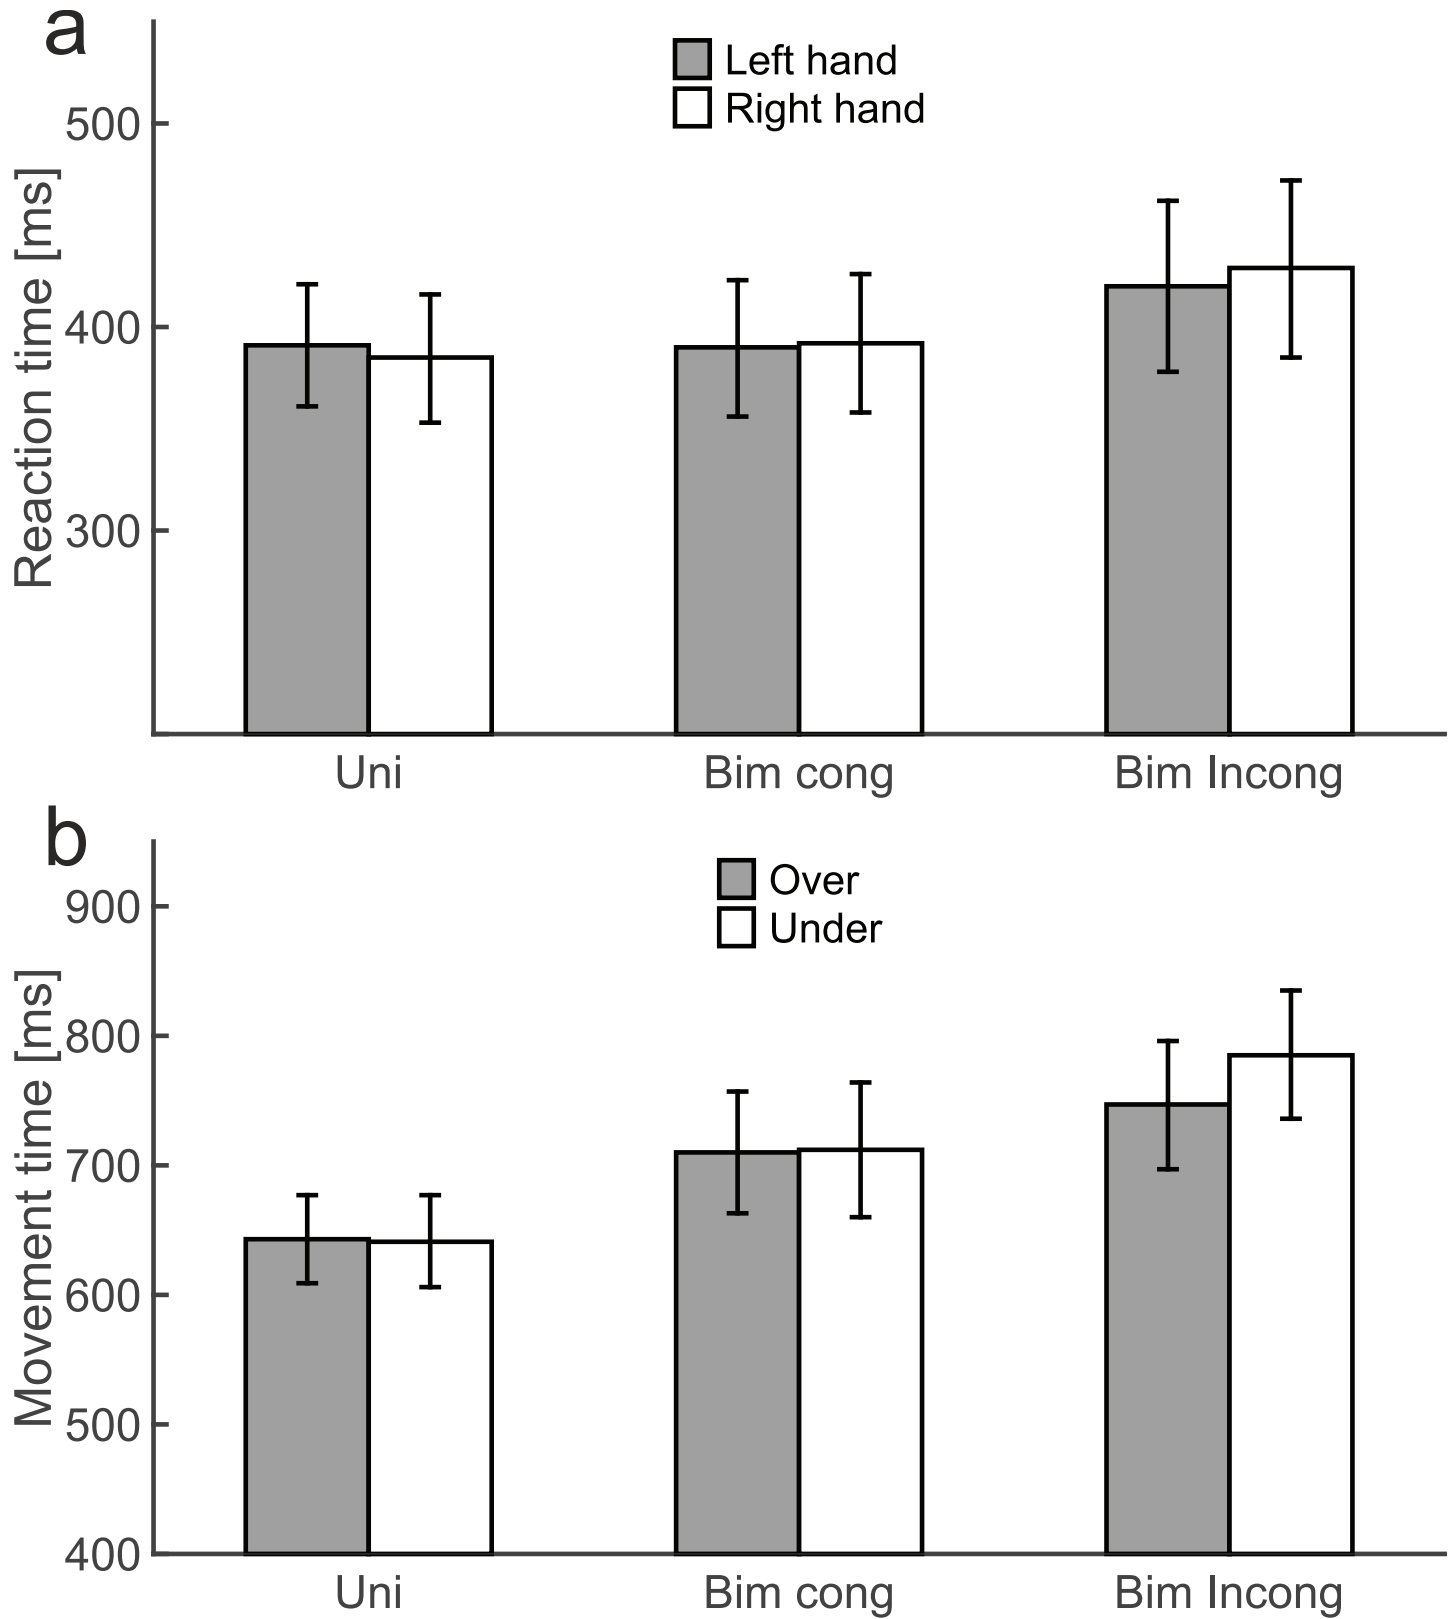 a
Left hand
Right hand
500
400
300
Reaction time [ms]
Uni
Bim cong
Bim Incong
b
Over
Under
900
800
700
600
500
400
Movement time [ms]
Uni
Bim cong
Bim Incong